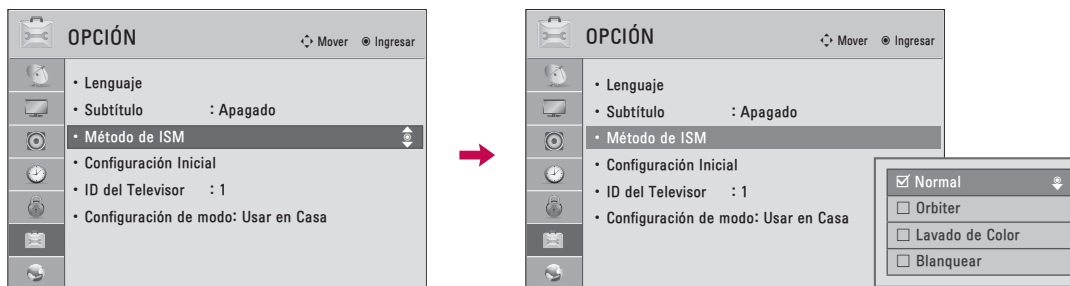 OPCIÓN
Mover Ingresar
• Lenguaje
• Subtítulo : Apagado
• Método de ISM
• Configuración Inicial
• ID del Televisor : 1
• Configuración de modo: Usar en Casa
OPCIÓN
Mover Ingresar
• Lenguaje
• Subtítulo : Apagado
• Método de ISM
• Configuración Inicial
• ID del Televisor : 1
• Configuración de modo: Usar en Casa
☑ Normal
☐ Orbiter
☐ Lavado de Color
☐ Blanquear